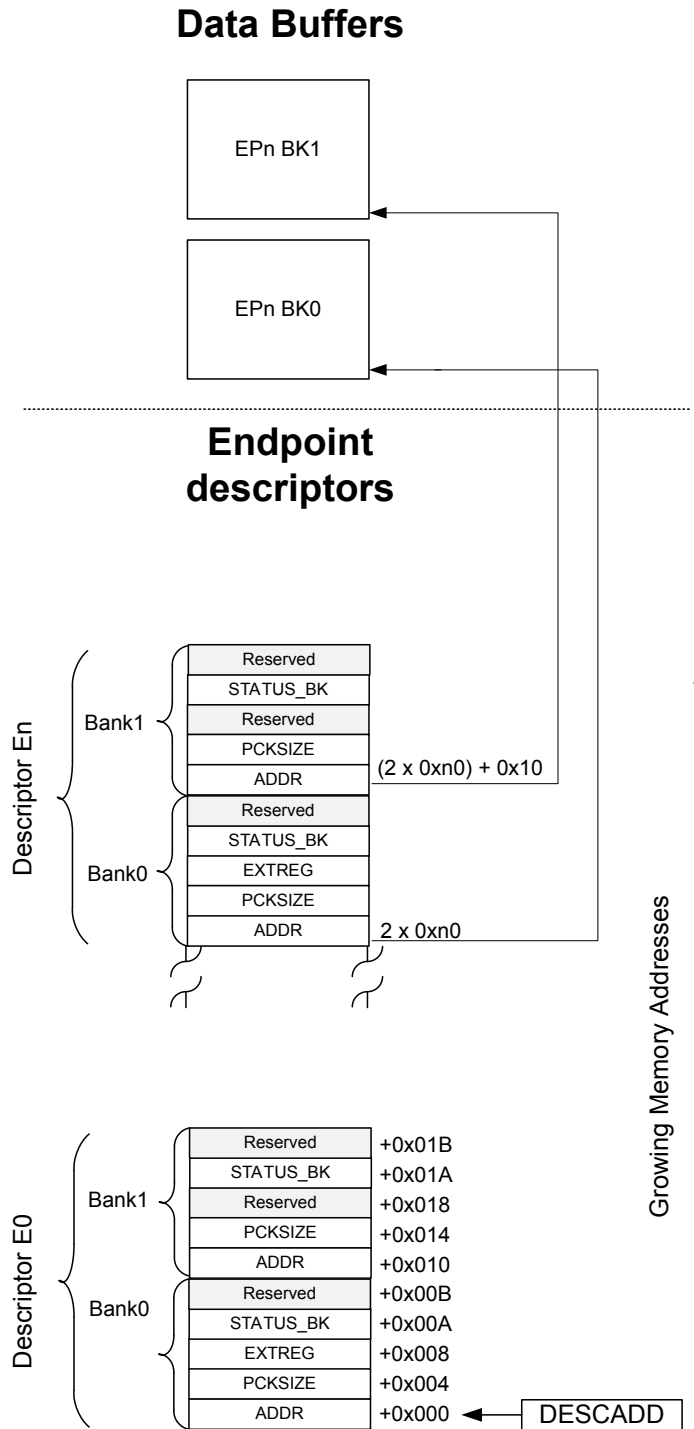 Data Buffers
EPn BK1
EPn BK0
Endpoint
descriptors
Descriptor En
Bank1
Reserved
STATUS_BK
Reserved
PCKSIZE
ADDR
(2 x 0xn0) + 0x10
Bank0
Reserved
STATUS_BK
EXTREG
PCKSIZE
ADDR
2 x 0xn0
Growing Memory Addresses
Descriptor E0
Bank1
Reserved +0x01B
STATUS_BK +0x01A
Reserved +0x018
PCKSIZE +0x014
ADDR +0x010
Bank0
Reserved +0x00B
STATUS_BK +0x00A
EXTREG +0x008
PCKSIZE +0x004
ADDR +0x000
DESCADD